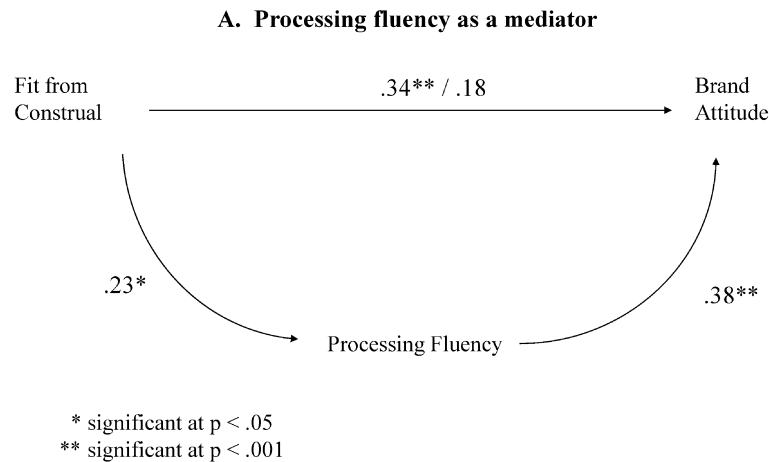 A. Processing fluency as a mediator
Fit from
Construal
.34** / .18
Brand
Attitude
.23*
.38**
Processing Fluency
* significant at p < .05
** significant at p < .001